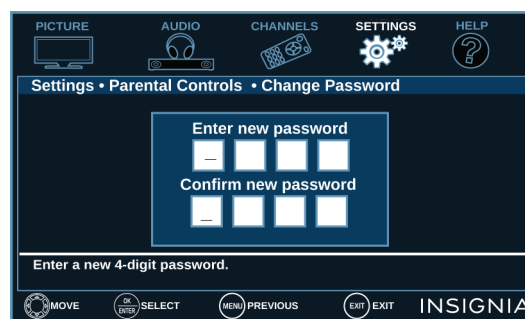 PICTURE AUDIO CHANNELS SETTINGS HELP
?
Settings • Parental Controls • Change Password
Enter new password
_
Confirm new password
_
Enter a new 4-digit password.
MOVE OK ENTER SELECT MENU PREVIOUS EXIT EXIT INSIGNIA